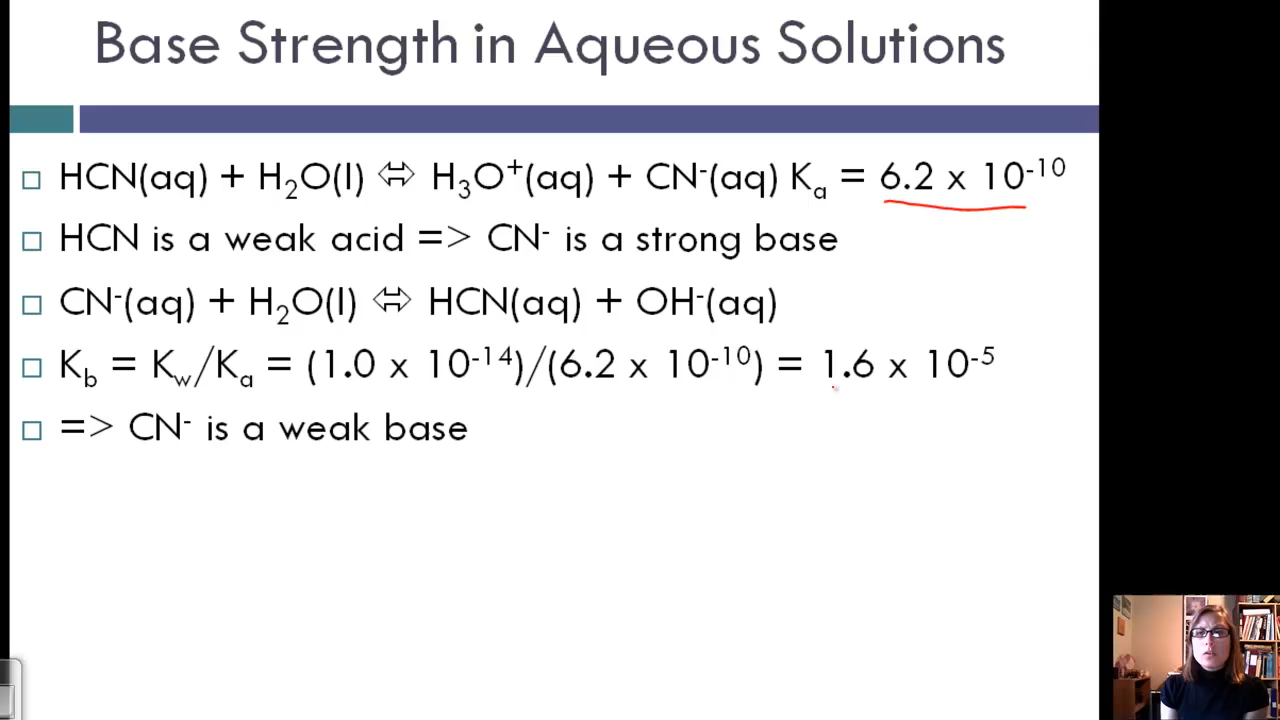 Base Strength in Aqueous Solutions
HCN(aq) + H₂O(l) ⬄ H₃O⁺(aq) + CN⁻(aq) Kₐ = 6.2 x 10⁻¹⁰
HCN is a weak acid => CN⁻ is a strong base
CN⁻(aq) + H₂O(l) ⬄ HCN(aq) + OH⁻(aq)
K_b = K_w/Kₐ = (1.0 x 10⁻¹⁴)/(6.2 x 10⁻¹⁰) = 1.6 x 10⁻⁵
=> CN⁻ is a weak base